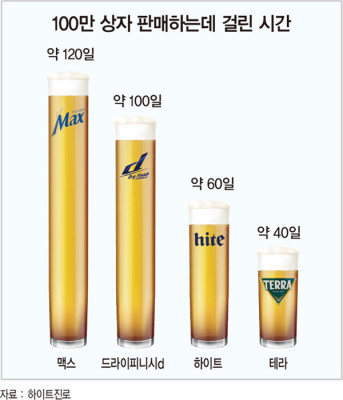 100만 상자 판매하는데 걸린 시간
약 120일
약 100일
약 60일
약 40일
Max
d
Dry finish
hite
TERRA
맥스
드라이피니시d
하이트
테라
자료 : 하이트진로